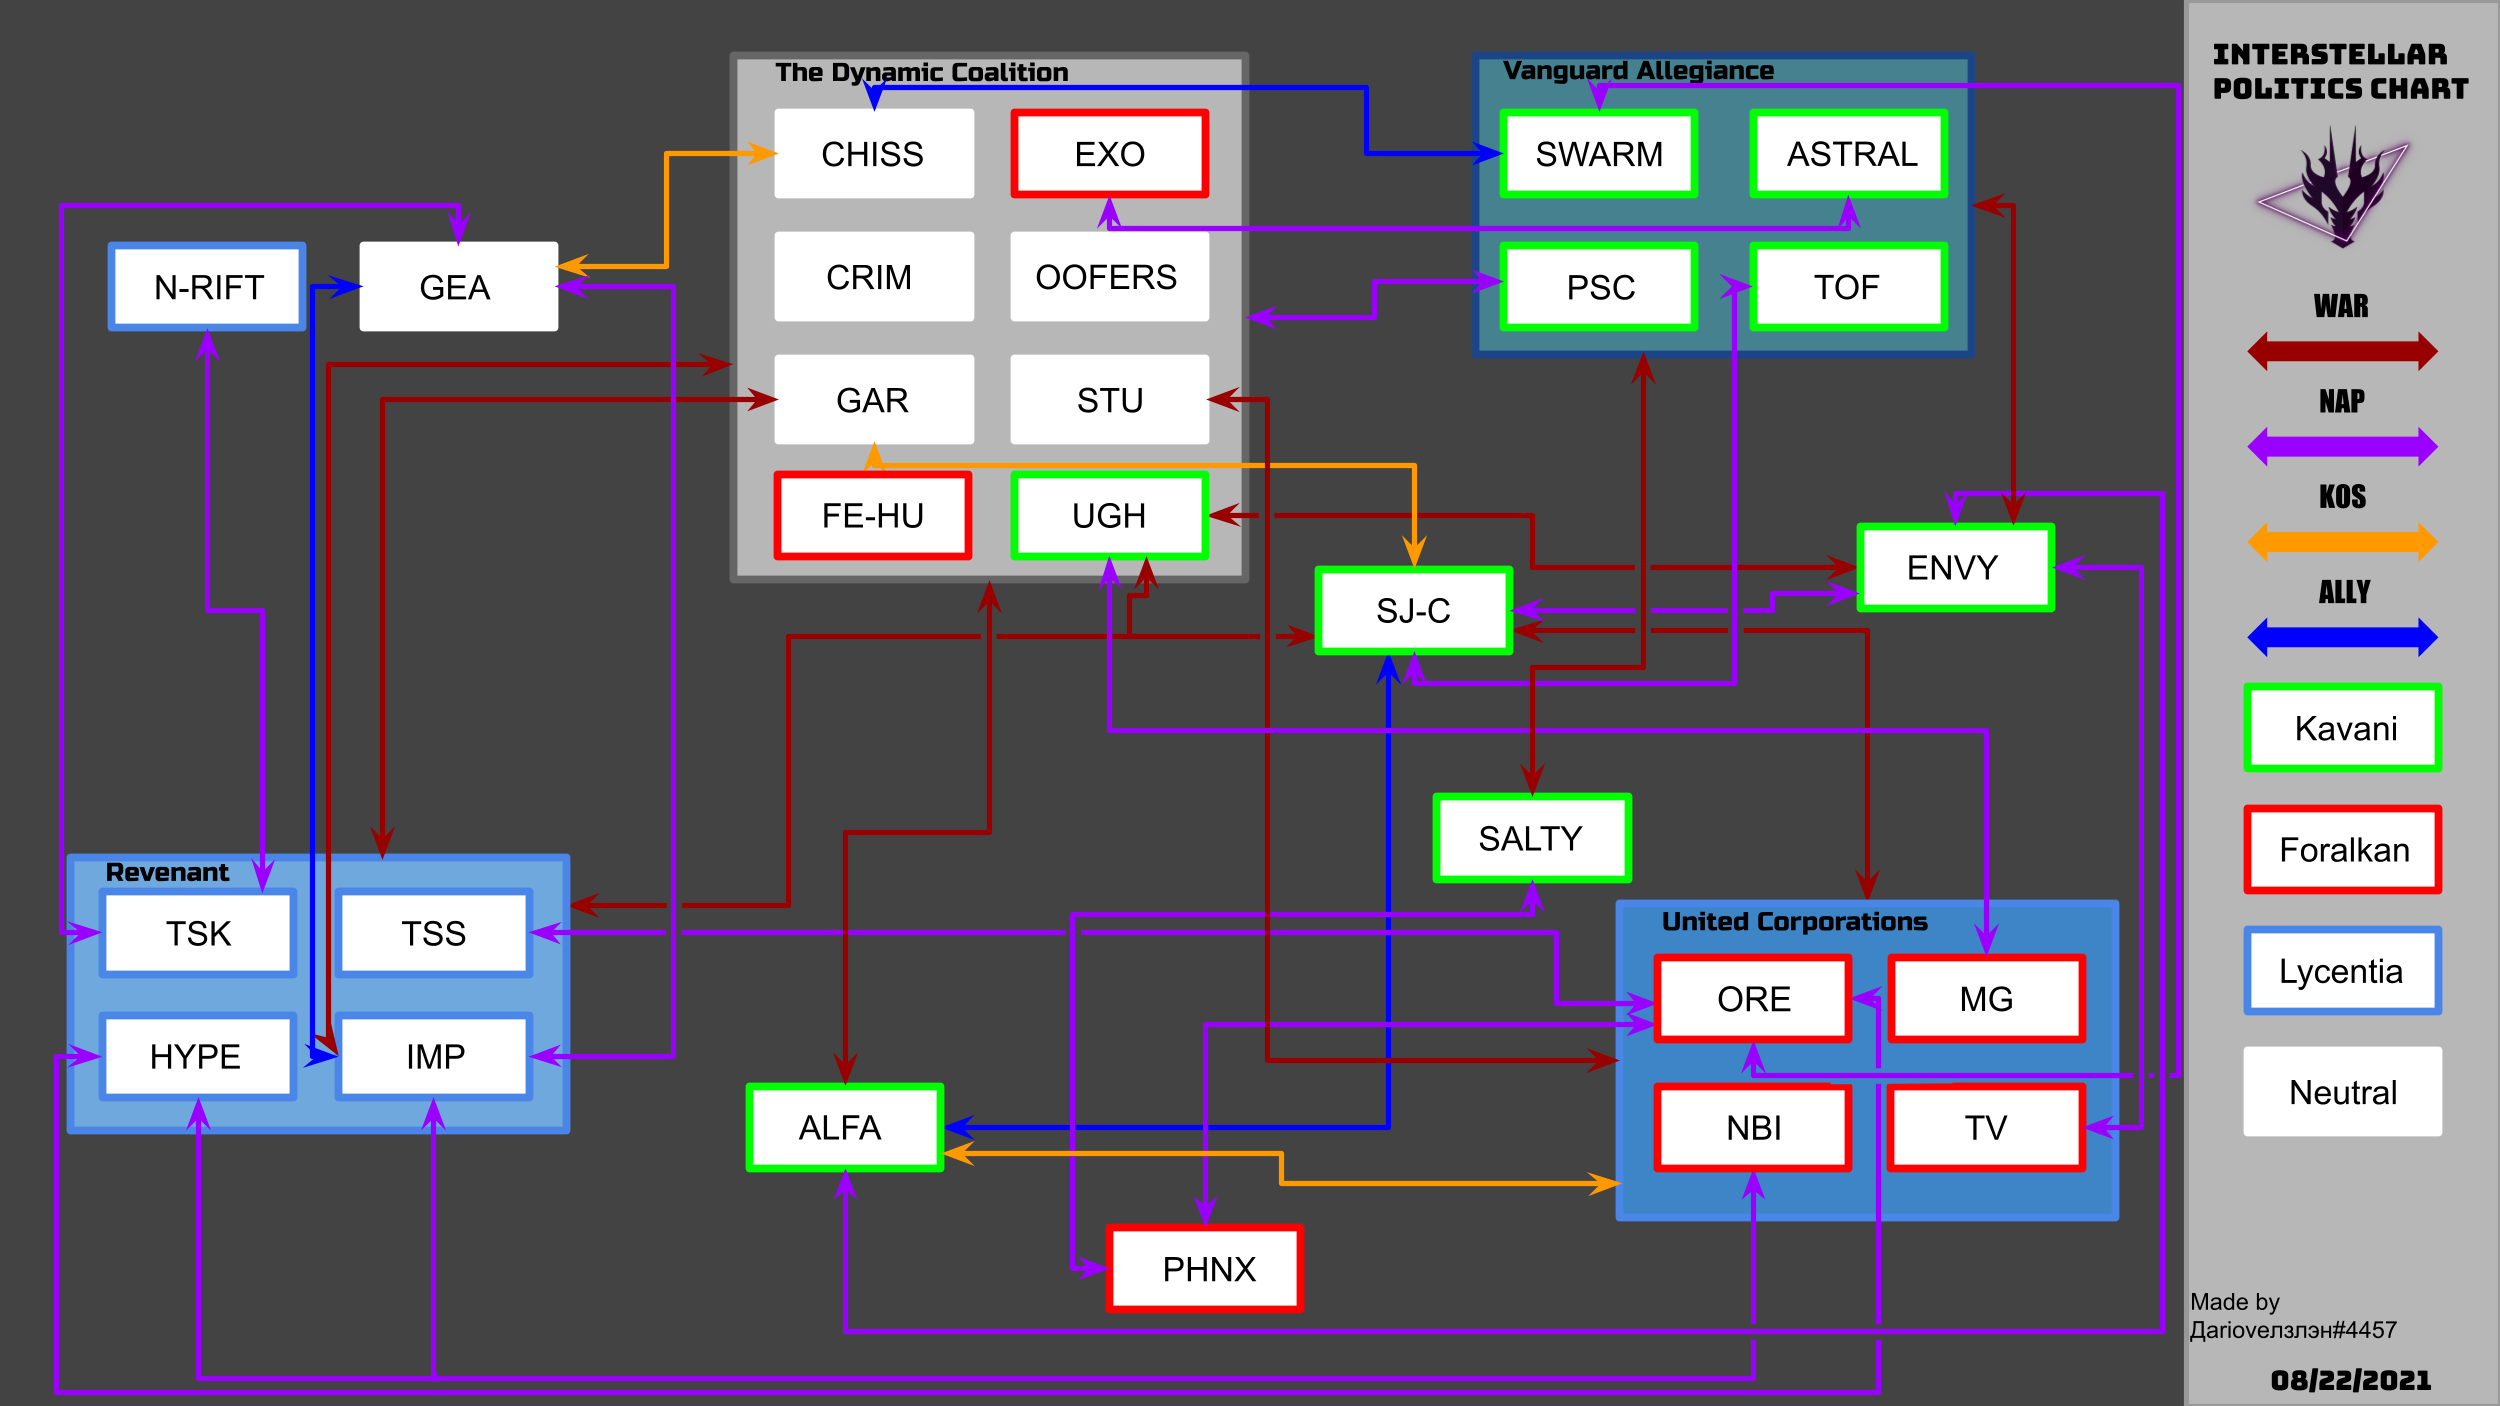 The Dynamic Coalition
CHISS
EXO
CRIM
OOFERS
GAR
STU
FE-HU
UGH
Vanguard Allegiance
SWARM
ASTRAL
PSC
TOF
N-RIFT
GEA
ENVY
SJ-C
SALTY
Revenant
TSK
TSS
HYPE
IMP
United Corporations
ORE
MG
NBI
TV
ALFA
PHNX
INTERSTELLAR
POLITICS CHART
WAR
NAP
KOS
ALLY
Kavani
Foralkan
Lycentia
Neutral
Made by
Дarioveлзлэн#4457
08/22/2021